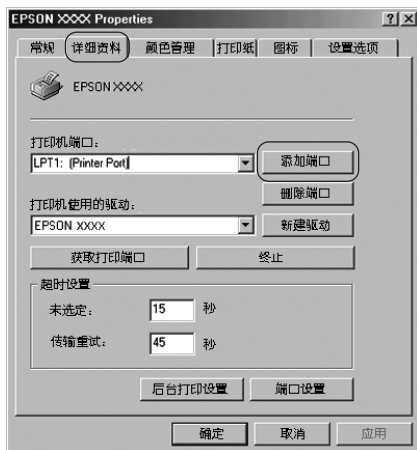 EPSON XXXX Properties
常规 详细资料 颜色管理 打印纸 图标 设置选项
EPSON XXXX
打印机端口:
LPT1: (Printer Port) 添加端口
删除端口
打印机使用的驱动:
EPSON XXXX 新建驱动
获取打印端口 终止
超时设置
未选定: 15 秒
传输重试: 45 秒
后台打印设置 端口设置
确定 取消 应用